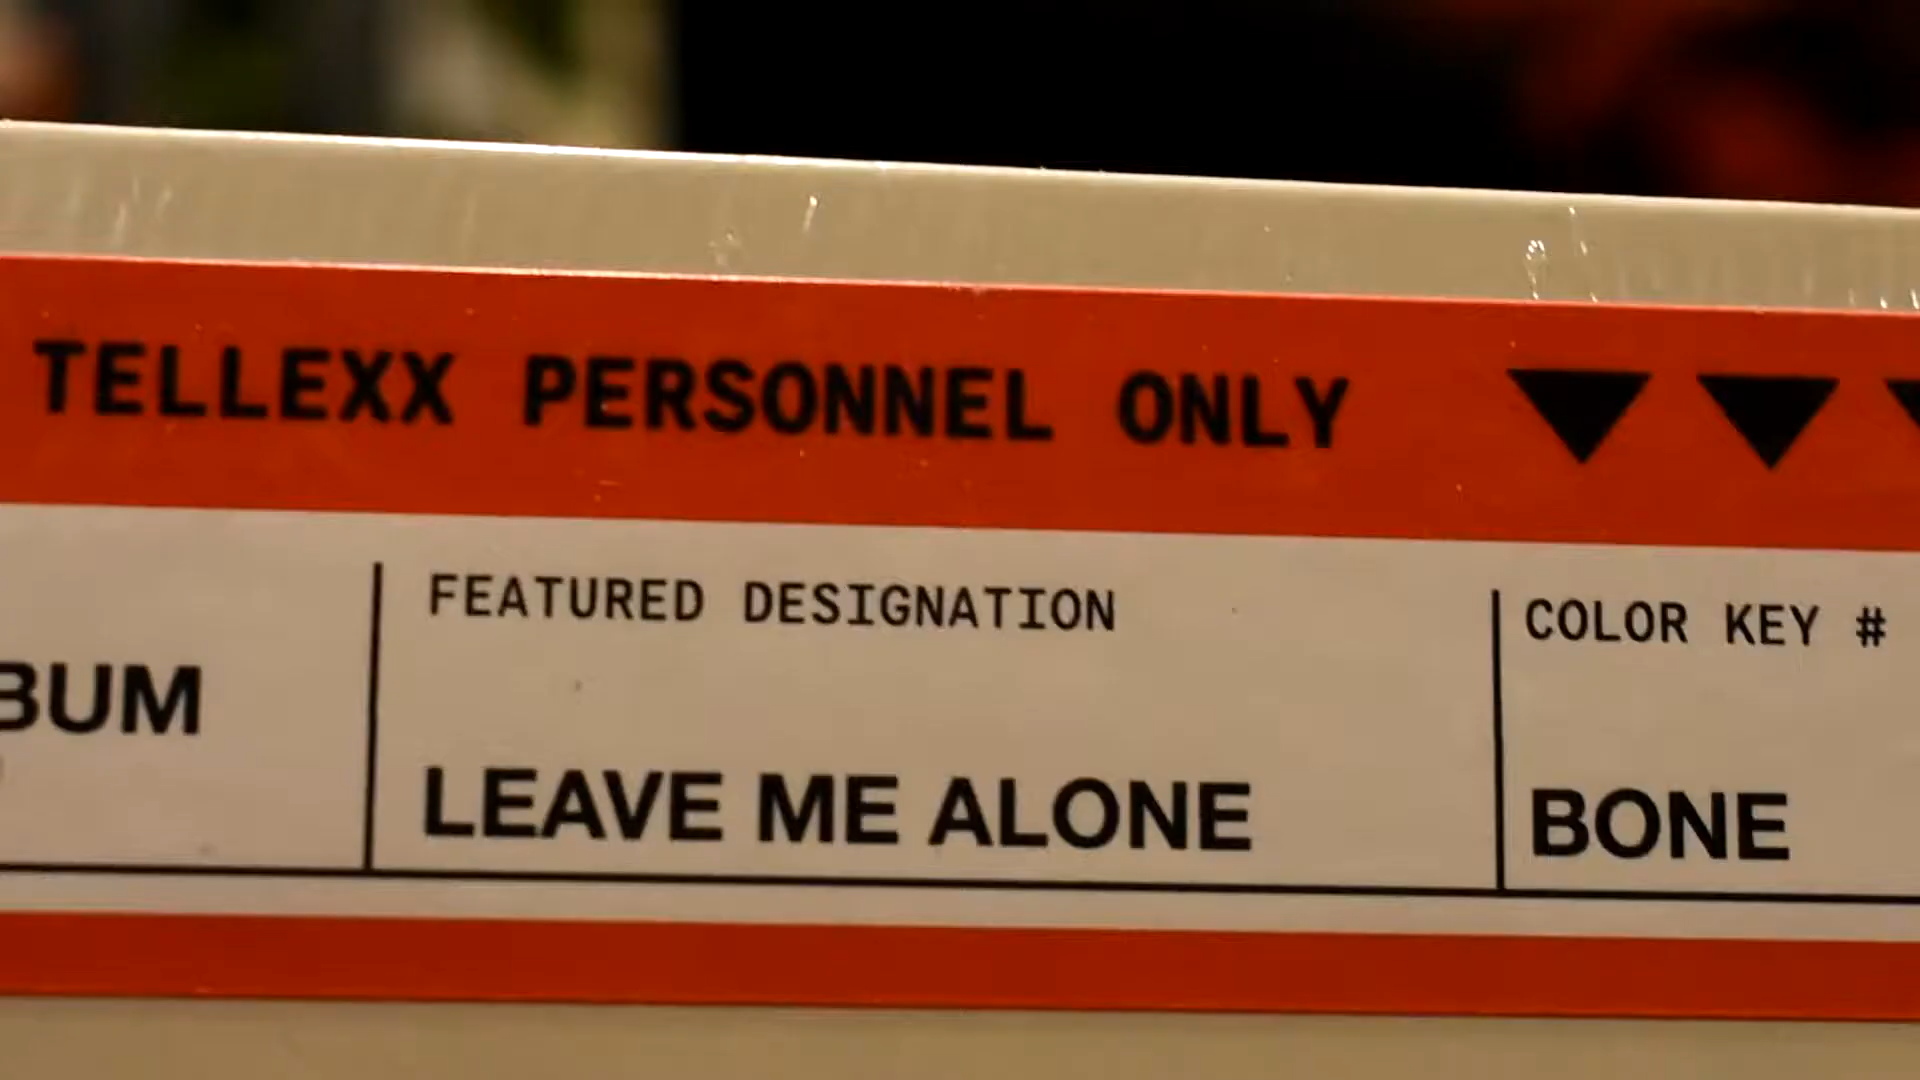 TELLEXX PERSONNEL ONLY
FEATURED DESIGNATION
COLOR KEY #
BUM
LEAVE ME ALONE
BONE